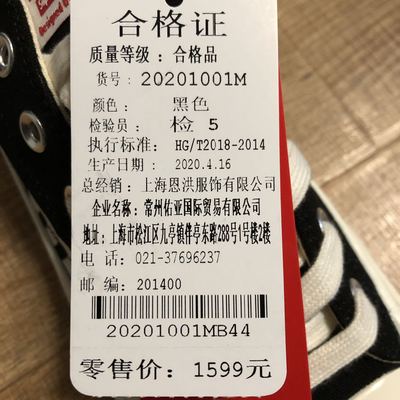 合格证
质量等级：合格品
货号：20201001M
颜色：黑色
检验员：检 5
执行标准：HG/T2018-2014
生产日期：2020.4.16
总经销：上海恩洪服饰有限公司
企业名称：常州佑亚国际贸易有限公司
地址：上海市松江区九亭镇伴亭东路288号1号楼2楼
电 话：021-37696237
邮 编：201400
20201001MB44
零售价：1599元